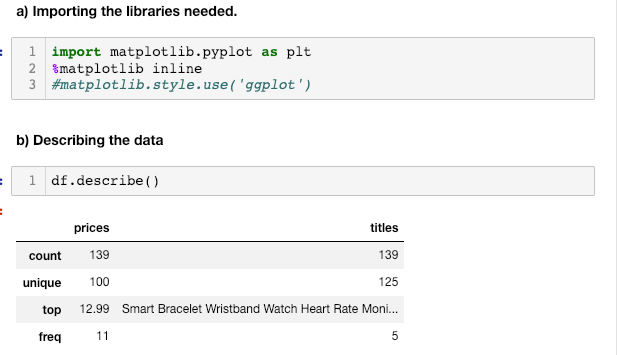 a) Importing the libraries needed.
1 import matplotlib.pyplot as plt
2 %matplotlib inline
3 #matplotlib.style.use('ggplot')
b) Describing the data
1 df.describe()
prices titles
count 139 139
unique 100 125
top 12.99 Smart Bracelet Wristband Watch Heart Rate Moni...
freq 11 5